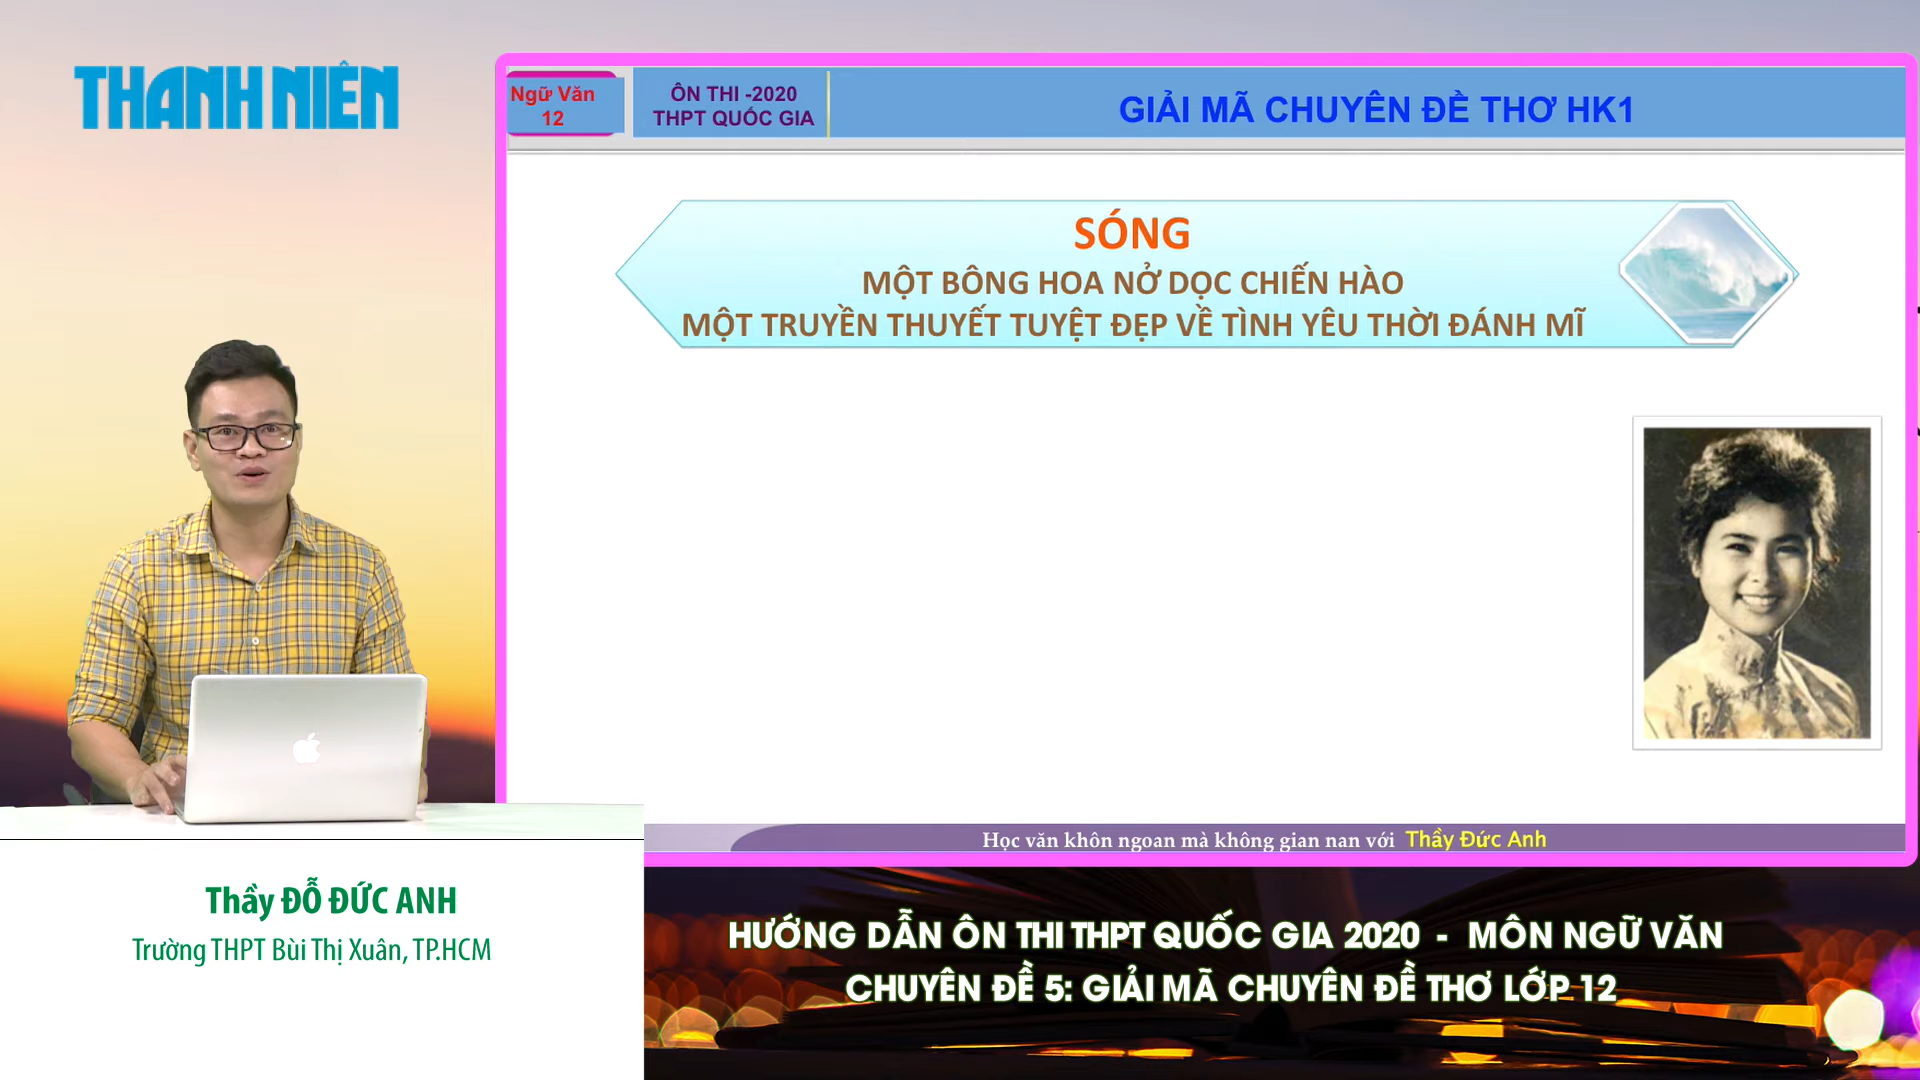 THANH NIÊN
Ngữ Văn
12
ÔN THI -2020
THPT QUỐC GIA
GIẢI MÃ CHUYÊN ĐỀ THƠ HK1
SÓNG
MỘT BÔNG HOA NỞ DỌC CHIẾN HÀO
MỘT TRUYỀN THUYẾT TUYỆT ĐẸP VỀ TÌNH YÊU THỜI ĐÁNH MĨ
Học văn khôn ngoan mà không gian nan với Thầy Đức Anh
Thầy ĐỖ ĐỨC ANH
Trường THPT Bùi Thị Xuân, TP.HCM
HƯỚNG DẪN ÔN THI THPT QUỐC GIA 2020 - MÔN NGỮ VĂN
CHUYÊN ĐỀ 5: GIẢI MÃ CHUYÊN ĐỀ THƠ LỚP 12